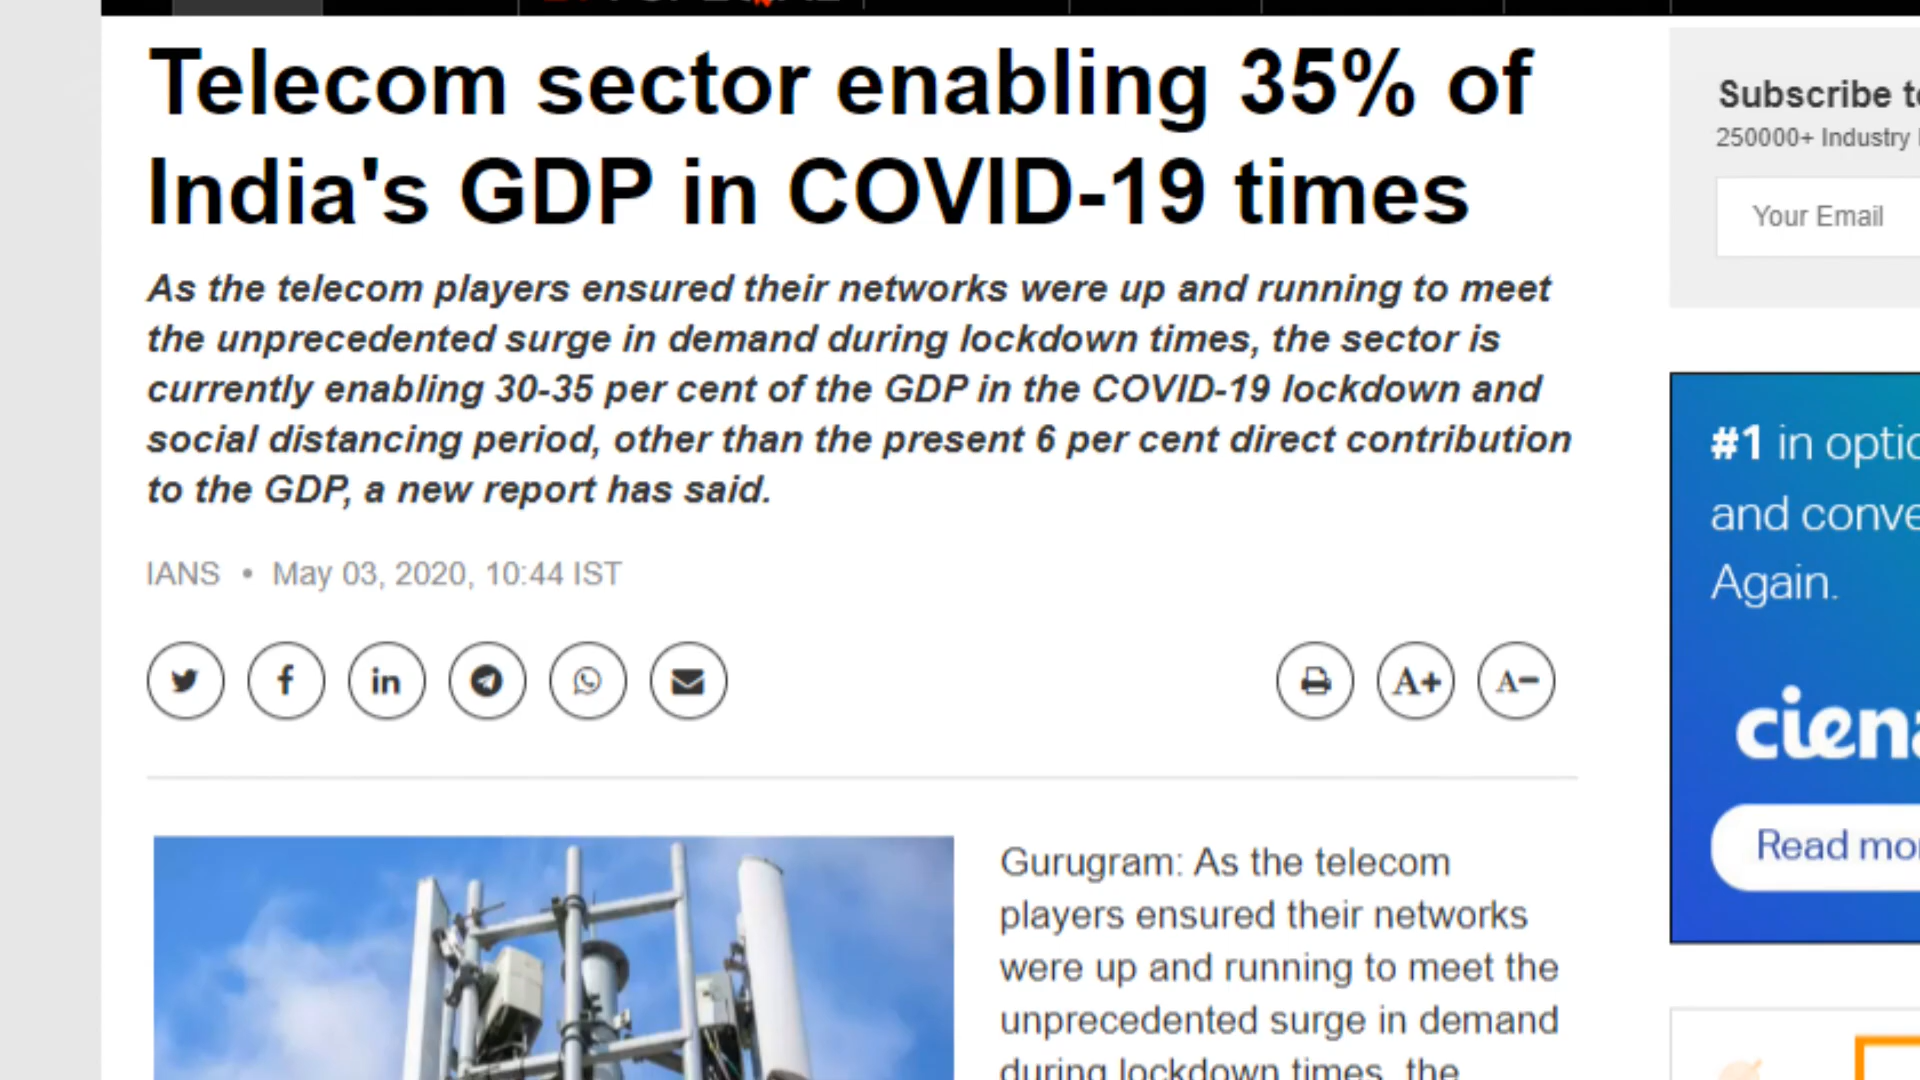 Telecom sector enabling 35% of
India's GDP in COVID-19 times
As the telecom players ensured their networks were up and running to meet
the unprecedented surge in demand during lockdown times, the sector is
currently enabling 30-35 per cent of the GDP in the COVID-19 lockdown and
social distancing period, other than the present 6 per cent direct contribution
to the GDP, a new report has said.
IANS • May 03, 2020, 10:44 IST
in
A+
A-
Gurugram: As the telecom
players ensured their networks
were up and running to meet the
unprecedented surge in demand
during lockdown times, the
Subscribe
250000+ Industry
Your Email
#1 in
and
Again.
Read